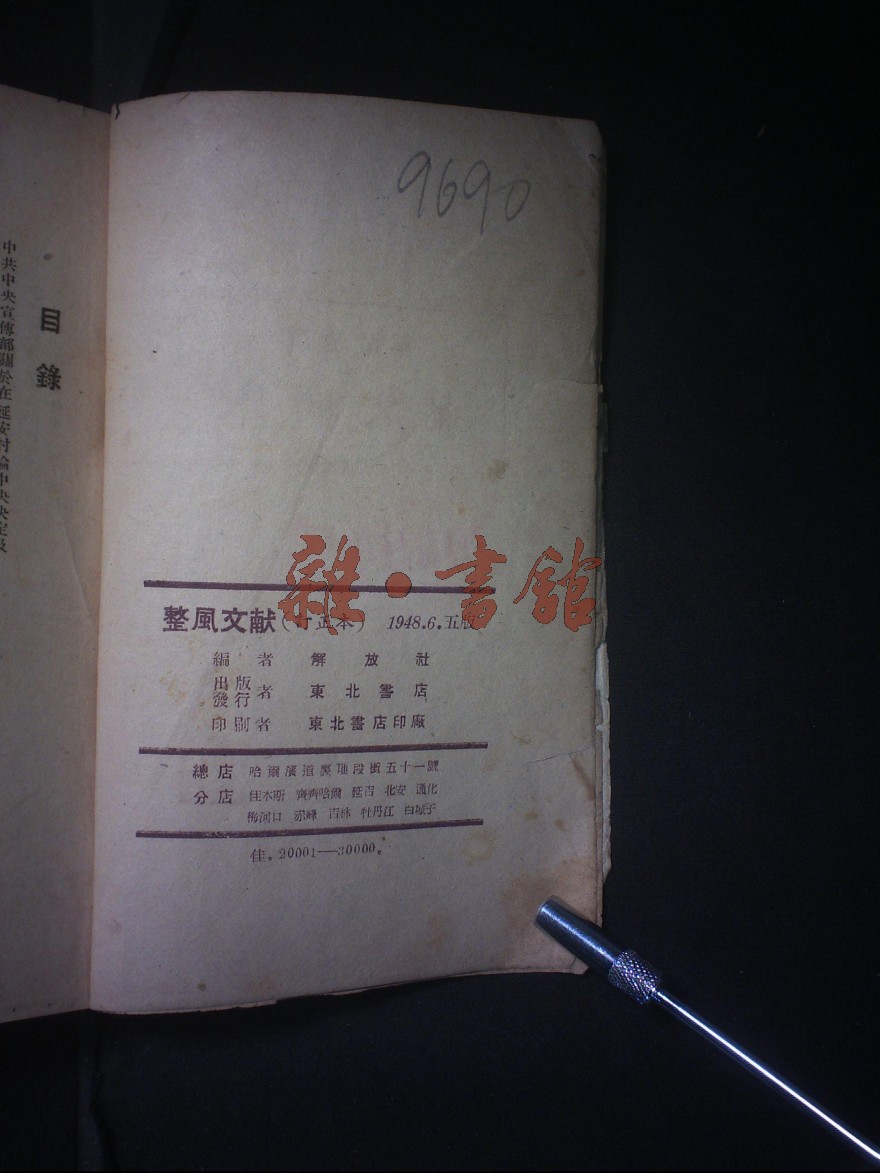 9690
目錄
中共中央宣傳部關於在延安討論中央決定及
雜·書館
整風文献(訂正本) 1948.6.五版
編者 解放社
出版發行者 東北書店
印刷者 東北書店印廠
總店 哈爾濱道裏地段街五十一號
分店 佳木斯 齊齊哈爾 延吉 北安 通化
梅河口 赤峰 吉林 牡丹江 白城子
佳。20001——30000。